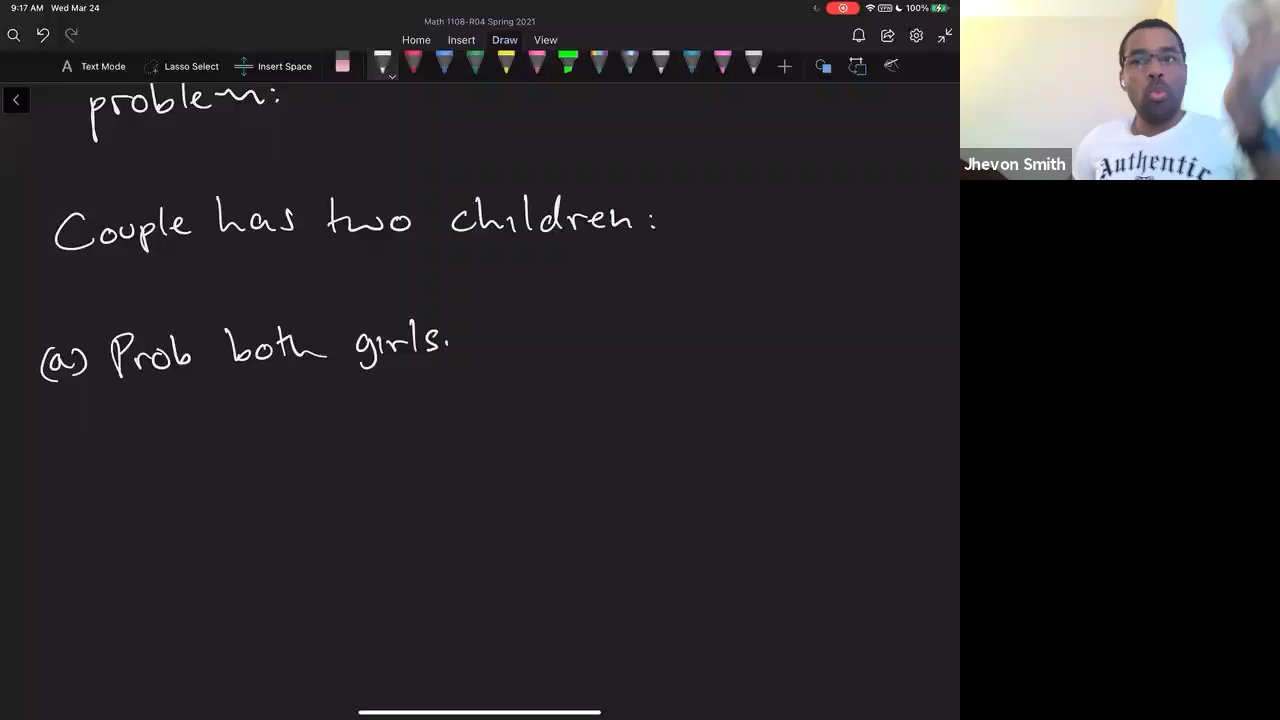 9:17 AM Wed Mar 24
VPN 100%
Math 1108-R04 Spring 2021
Home Insert Draw View
A Text Mode Lasso Select Insert Space
problem:
Couple has two children:
(a) Prob both girls.
Authentic
Jhevon Smith